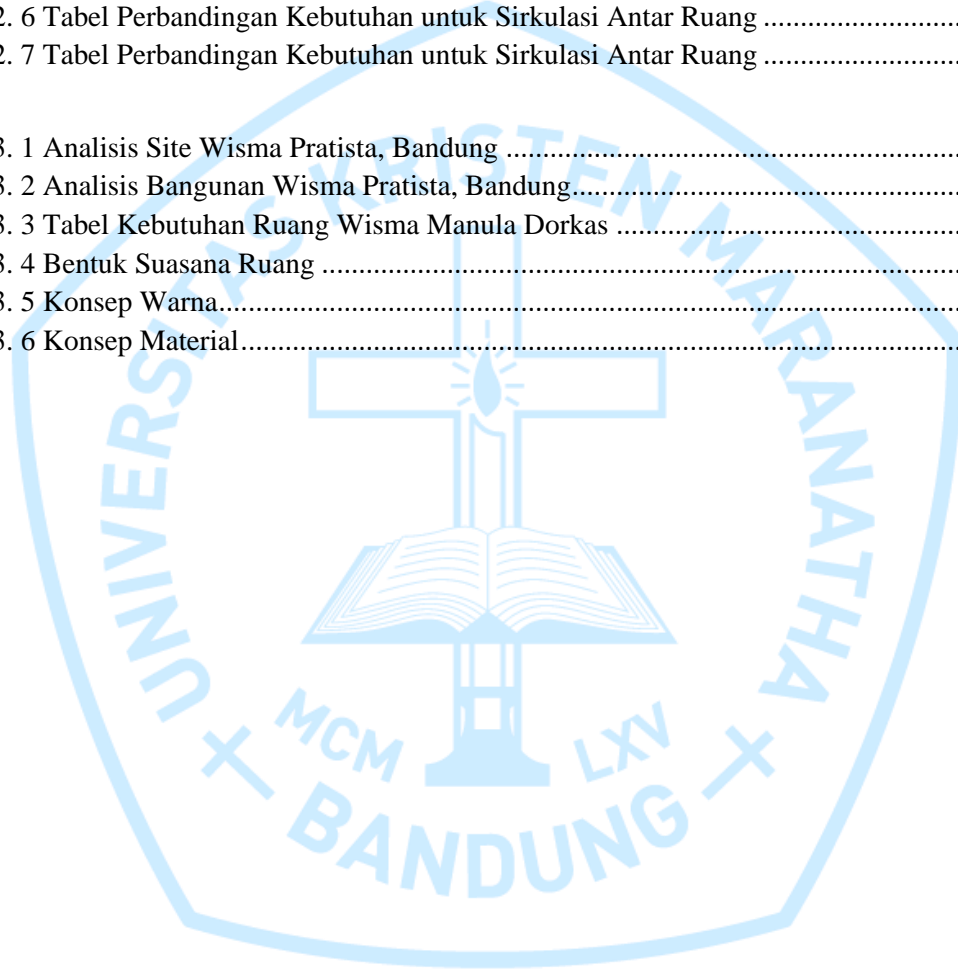 2. 6 Tabel Perbandingan Kebutuhan untuk Sirkulasi Antar Ruang ........................
2. 7 Tabel Perbandingan Kebutuhan untuk Sirkulasi Antar Ruang ........................
3. 1 Analisis Site Wisma Pratista, Bandung ............................................................
3. 2 Analisis Bangunan Wisma Pratista, Bandung...................................................
3. 3 Tabel Kebutuhan Ruang Wisma Manula Dorkas .............................................
3. 4 Bentuk Suasana Ruang .....................................................................................
3. 5 Konsep Warna...................................................................................................
3. 6 Konsep Material................................................................................................
UNIVERSITAS KRISTEN MARANATHA
MCM LXV
BANDUNG